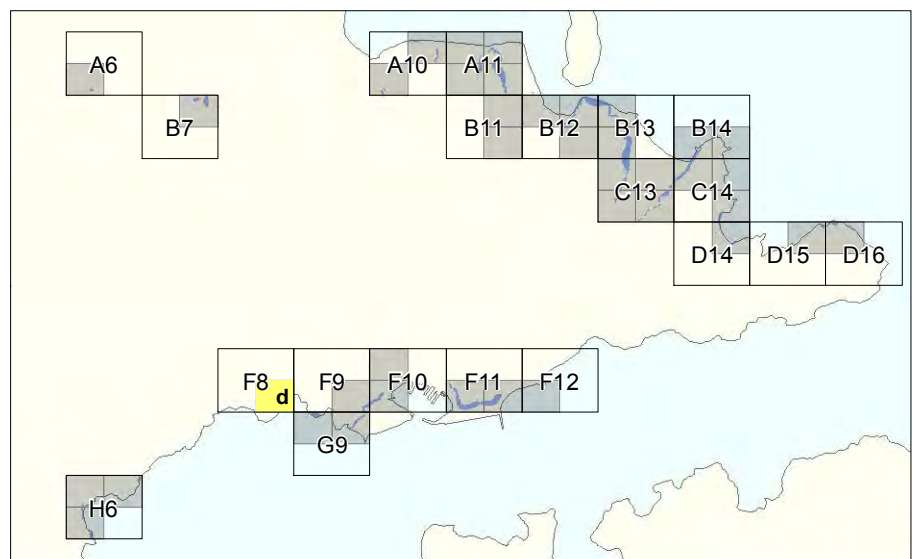 A6 A10 A11
B7 B11 B12 B13 B14
C13 C14
D14 D15 D16
F8 d F9 F10 F11 F12
G9
H6